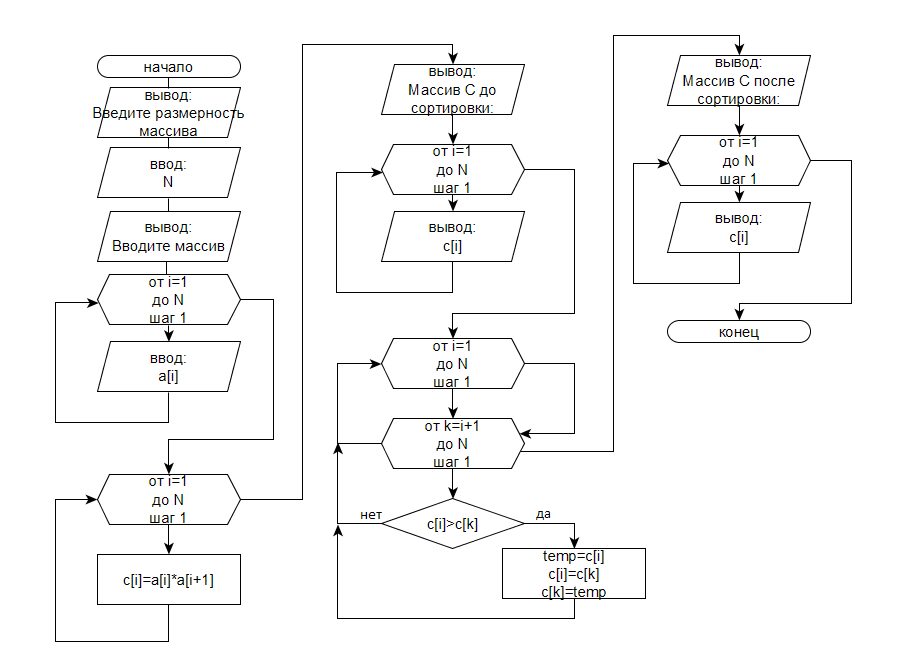 начало
вывод:
Введите размерность
массива
ввод:
N
вывод:
Вводите массив
от i=1
до N
шаг 1
ввод:
a[i]
от i=1
до N
шаг 1
c[i]=a[i]*a[i+1]
вывод:
Массив С до
сортировки:
от i=1
до N
шаг 1
вывод:
c[i]
от i=1
до N
шаг 1
от k=i+1
до N
шаг 1
нет
c[i]>c[k]
да
temp=c[i]
c[i]=c[k]
c[k]=temp
вывод:
Массив С после
сортировки:
от i=1
до N
шаг 1
вывод:
c[i]
конец